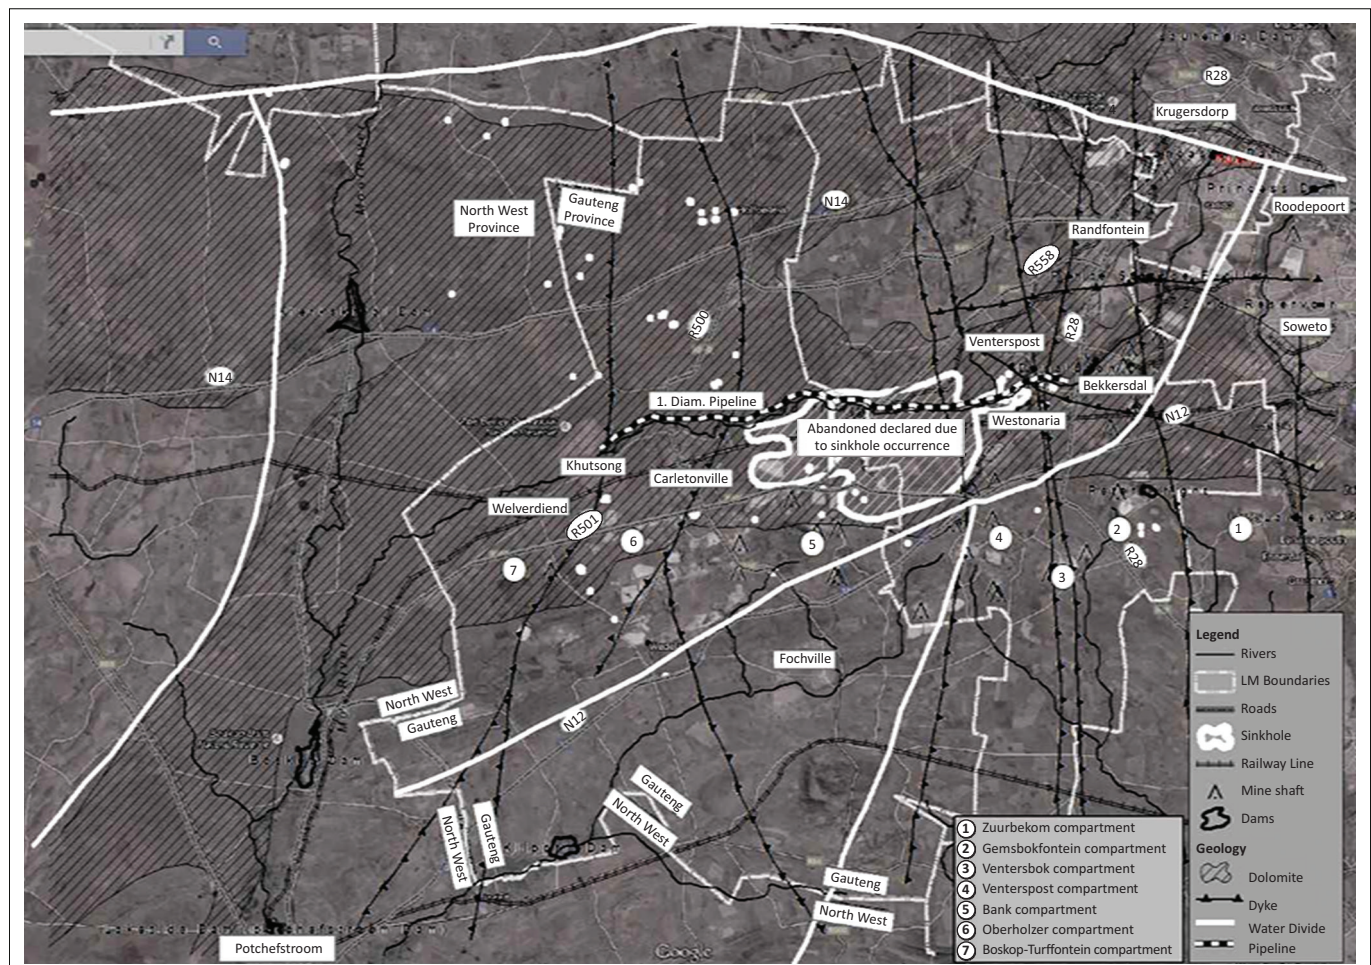 R28
Krugersdorp
North West
Province
Gauteng
Province
N14
Roodepoort
Randfontein
R558
R500
R28
Soweto
Venterspost
N14
Bekkersdal
1. Diam. Pipeline
N12
Westonaria
Abandoned declared due
to sinkhole occurrence
Khutsong
Carletonville
Welverdiend
R501
6
5
4
2
1
R28
7
3
Fochville
North West
Gauteng
N12
Gauteng
North West
North West
Gauteng
Gauteng
North West
Potchefstroom
Google
Legend
Rivers
LM Boundaries
Roads
Sinkhole
Railway Line
Mine shaft
Dams
Geology
Dolomite
Dyke
Water Divide
Pipeline
1 Zuurbekom compartment
2 Gemsbokfontein compartment
3 Ventersbok compartment
4 Venterspost compartment
5 Bank compartment
6 Oberholzer compartment
7 Boskop-Turffontein compartment